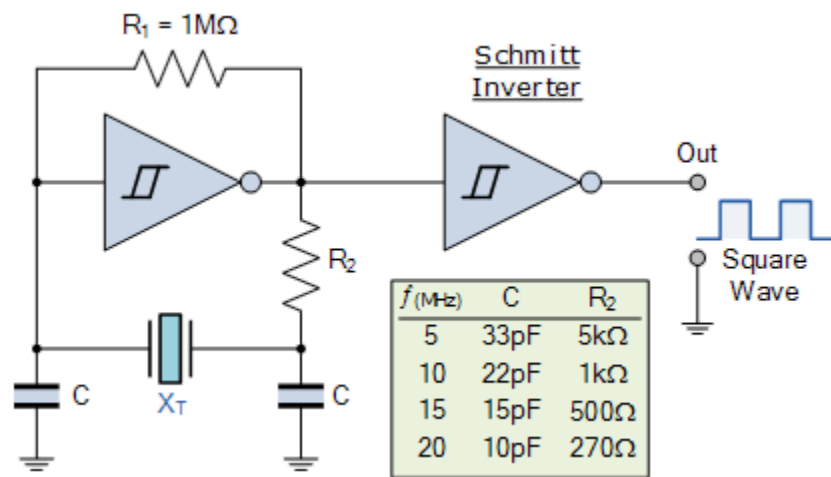 R₁ = 1MΩ
Schmitt
Inverter
Out
R₂
Square
Wave
C
X_T
C
f(MHz) C R₂
5 33pF 5kΩ
10 22pF 1kΩ
15 15pF 500Ω
20 10pF 270Ω